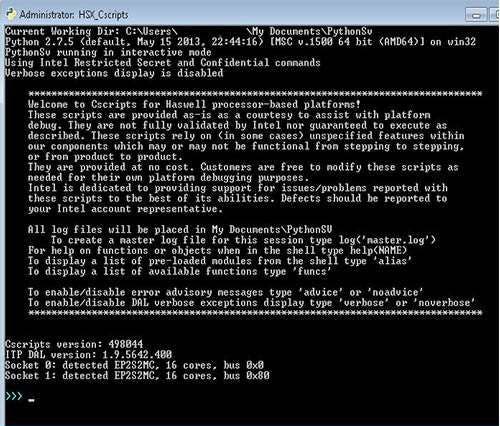 Administrator: HSX_Cscripts
Current Working Dir: C:\Users\ \My Documents\PythonSv
Python 2.7.5 (default, May 15 2013, 22:44:16) [MSC v.1500 64 bit (AMD64)] on win32
PythonSv running in interactive mode
Using Intel Restricted Secret and Confidential commands
Verbose exceptions display is disabled
*******************************************************************************
Welcome to Cscripts for Haswell processor-based platforms!
These scripts are provided as-is as a courtesy to assist with platform
debug. They are not fully validated by Intel nor guaranteed to execute as
described. These scripts rely on (in some cases) unspecified features within
our components which may or may not be functional from stepping to stepping,
or from product to product.
They are provided at no cost. Customers are free to modify these scripts as
needed for their own platform debugging purposes.
Intel is dedicated to providing support for issues/problems reported with
these scripts to the best of its abilities. Defects should be reported to
your Intel account representative.
All log files will be placed in My Documents\PythonSV
To create a master log file for this session type log('master.log')
For help on functions or objects when in the shell type help(NAME)
To display a list of pre-loaded modules from the shell type 'alias'
To display a list of available functions type 'funcs'
To enable/disable error advisory messages type 'advice' or 'noadvice'
To enable/disable DAL verbose exceptions display type 'verbose' or 'noverbose'
*******************************************************************************
Cscripts version: 498044
ITP DAL version: 1.9.5642.400
Socket 0: detected EP2S2MC, 16 cores, bus 0x0
Socket 1: detected EP2S2MC, 16 cores, bus 0x80
>>> _